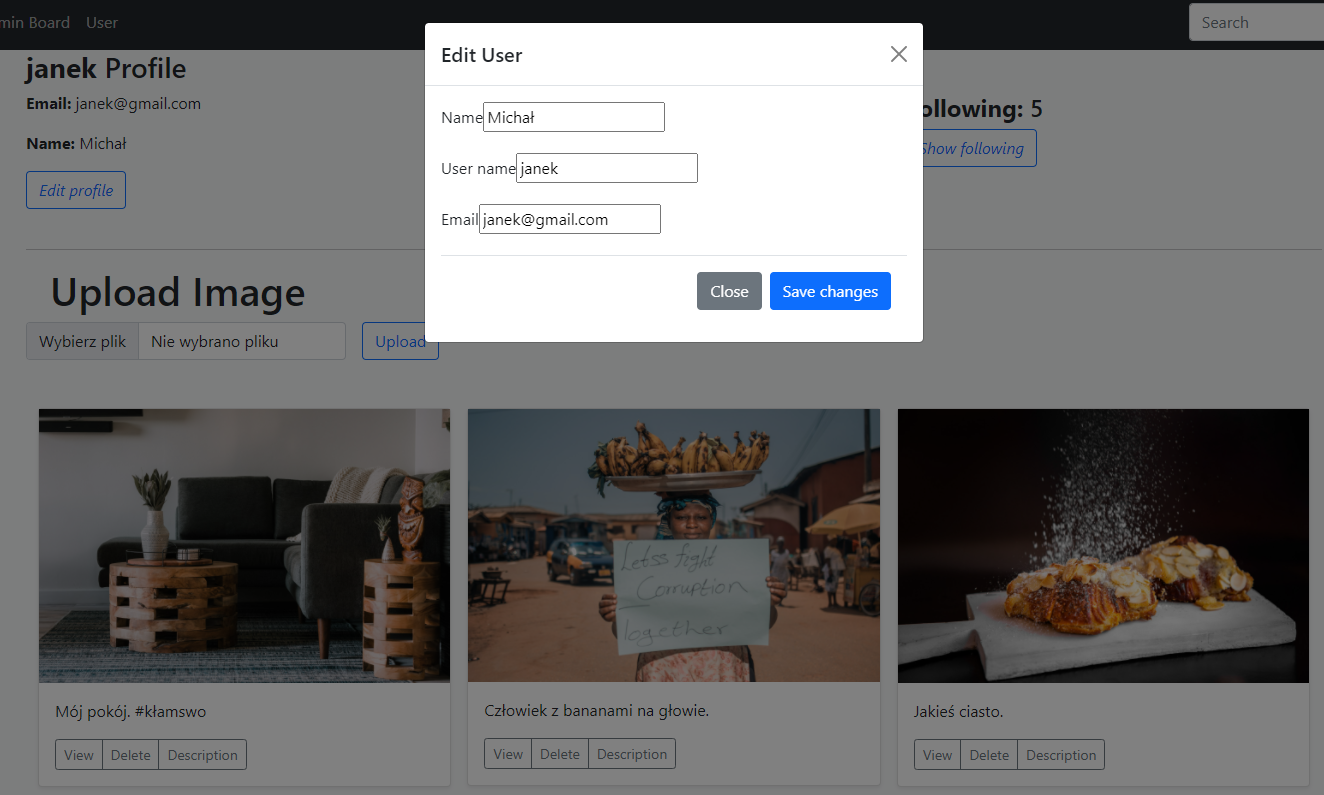 min Board User Search
janek Profile
Email: janek@gmail.com
Name: Michał
Edit profile
ollowing: 5
Show following
Edit User
Name Michał
User name janek
Email janek@gmail.com
Close Save changes
Upload Image
Wybierz plik Nie wybrano pliku Upload
Letss fight
Corruption
together
Mój pokój. #kłamswo
View Delete Description
Człowiek z bananami na głowie.
View Delete Description
Jakieś ciasto.
View Delete Description